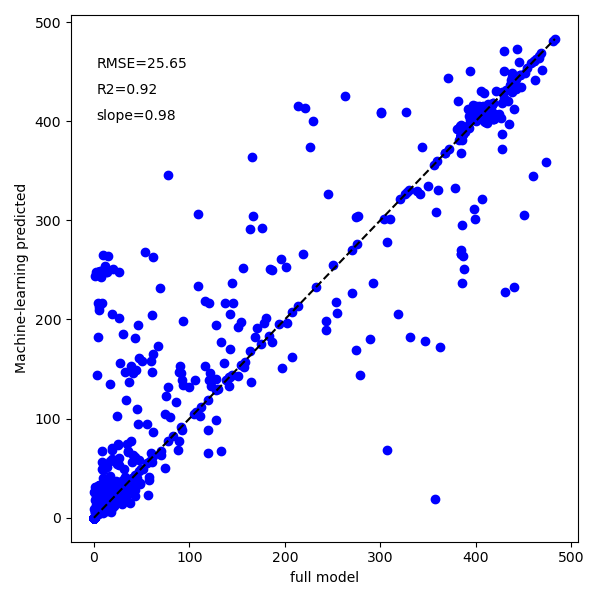 500
400
300
200
100
0
RMSE=25.65
R2=0.92
slope=0.98
Machine-learning predicted
0 100 200 300 400 500
full model